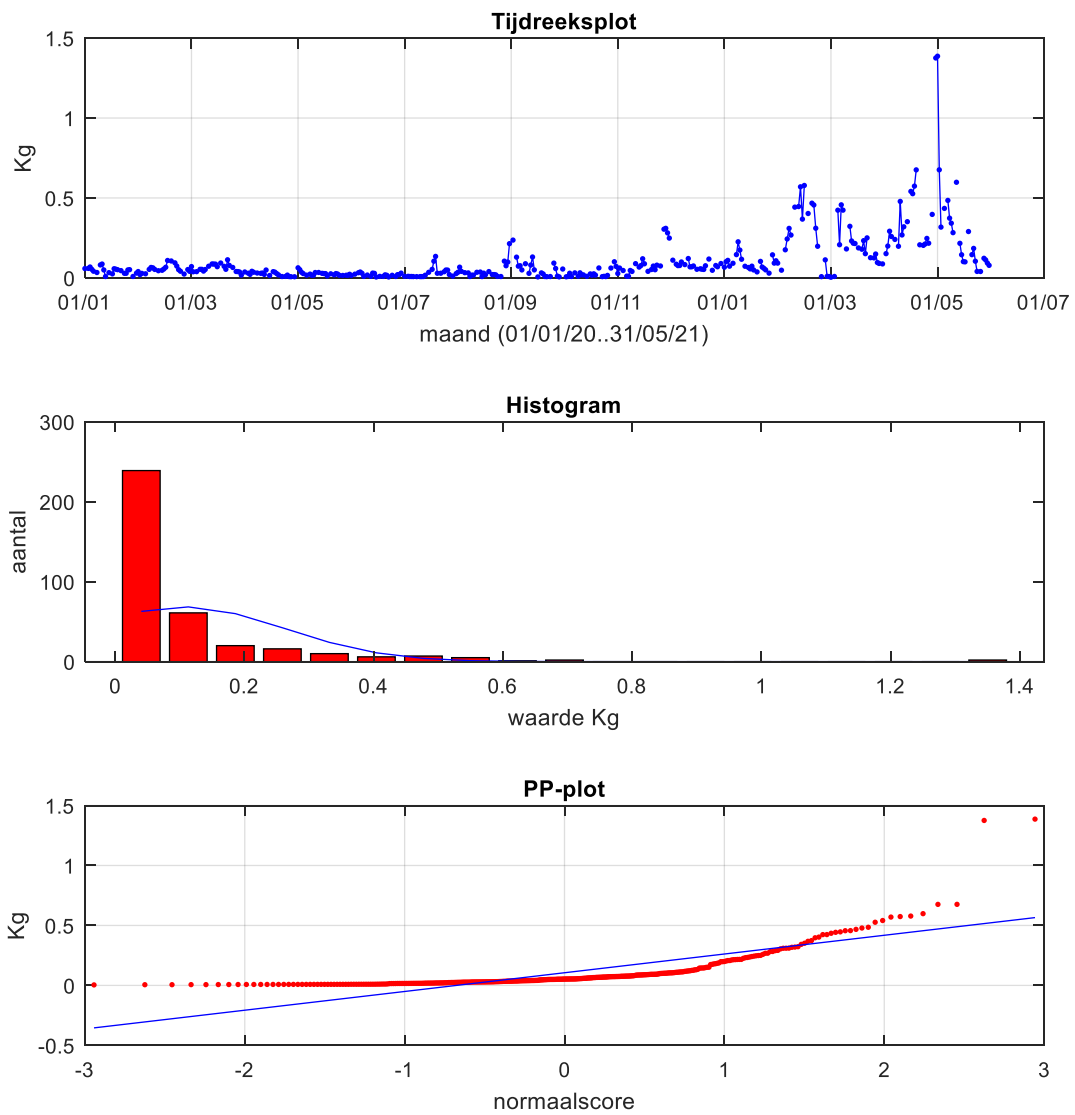 Tijdreeksplot
1.5
1
0.5
0
Kg
01/01 01/03 01/05 01/07 01/09 01/11 01/01 01/03 01/05 01/07
maand (01/01/20..31/05/21)
Histogram
300
200
100
0
aantal
0 0.2 0.4 0.6 0.8 1 1.2 1.4
waarde Kg
PP-plot
1.5
1
0.5
0
-0.5
Kg
-3 -2 -1 0 1 2 3
normaalscore